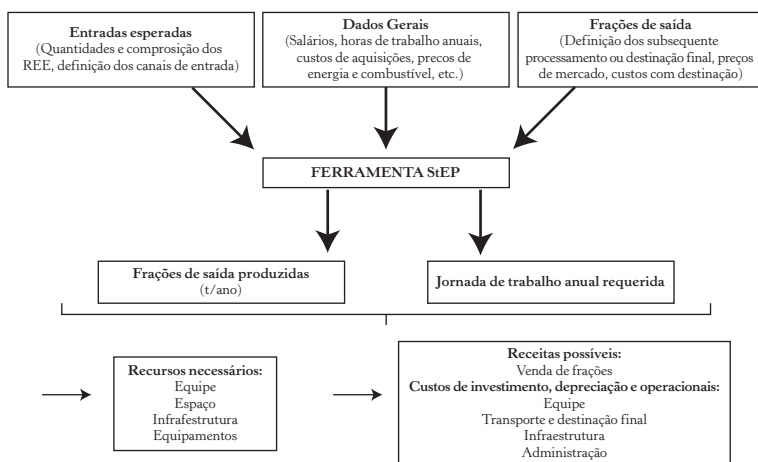 Entradas esperadas
(Quantidades e comprosição dos
REE, definição dos canais de entrada)
Dados Gerais
(Salários, horas de trabalho anuais,
custos de aquisições, precos de
energia e combustível, etc.)
Frações de saída
(Definição dos subsequente
processamento ou destinação final, preços
de mercado, custos com destinação)
FERRAMENTA StEP
Frações de saída produzidas
(t/ano)
Jornada de trabalho anual requerida
Recursos necessários:
Equipe
Espaço
Infrafestrutura
Equipamentos
Receitas possíveis:
Venda de frações
Custos de investimento, depreciação e operacionais:
Equipe
Transporte e destinação final
Infraestrutura
Administração